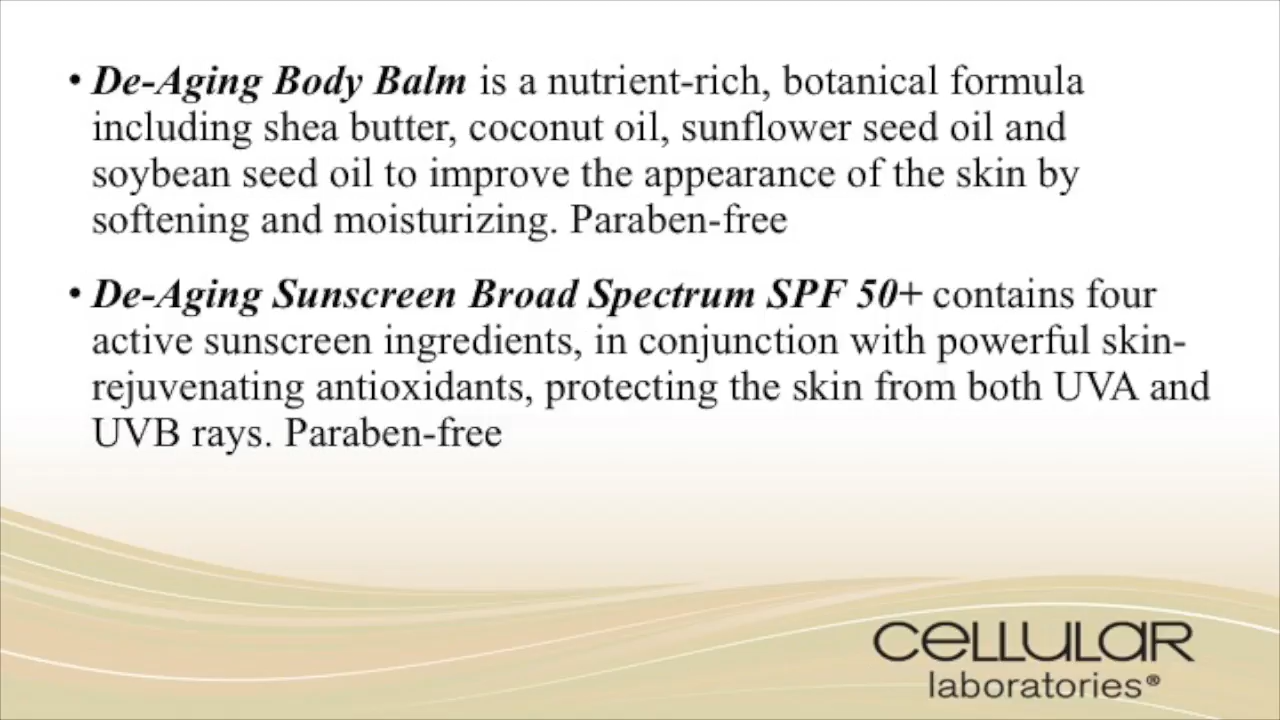 • De-Aging Body Balm is a nutrient-rich, botanical formula
including shea butter, coconut oil, sunflower seed oil and
soybean seed oil to improve the appearance of the skin by
softening and moisturizing. Paraben-free
• De-Aging Sunscreen Broad Spectrum SPF 50+ contains four
active sunscreen ingredients, in conjunction with powerful skin-
rejuvenating antioxidants, protecting the skin from both UVA and
UVB rays. Paraben-free
CELLULAR
laboratories®